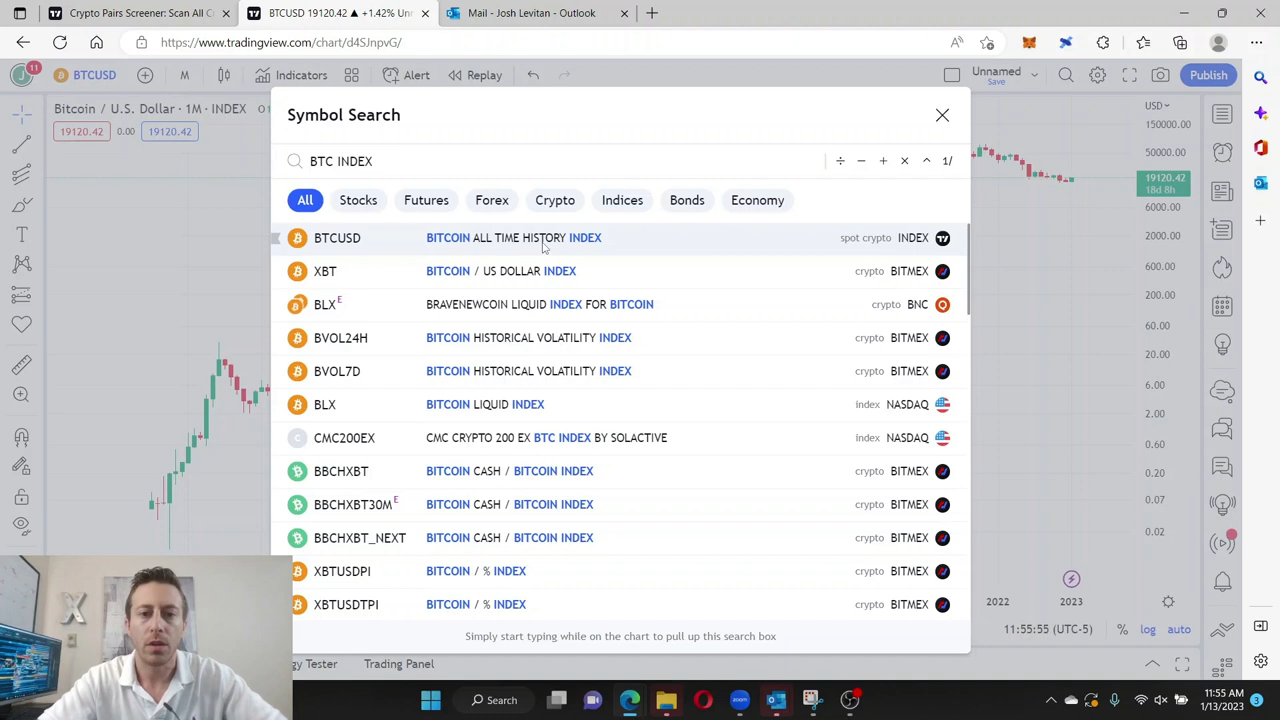 Crypto Pairs Screener: Scan All C
BTCUSD 19120.42 ▲ +1.42% Un
Mail - Josh Levitan - Outlook
https://www.tradingview.com/chart/d4SJnpvG/
11
BTCUSD
M
Indicators
Alert
Replay
Unnamed
Save
Publish
Bitcoin / U.S. Dollar · 1M · INDEX
19120.42 0.00 19120.42
Symbol Search
BTC INDEX
÷ − + × 1/
All Stocks Futures Forex Crypto Indices Bonds Economy
BTCUSD BITCOIN ALL TIME HISTORY INDEX spot crypto INDEX
XBT BITCOIN / US DOLLAR INDEX crypto BITMEX
BLX E BRAVENEWCOIN LIQUID INDEX FOR BITCOIN crypto BNC
BVOL24H BITCOIN HISTORICAL VOLATILITY INDEX crypto BITMEX
BVOL7D BITCOIN HISTORICAL VOLATILITY INDEX crypto BITMEX
BLX BITCOIN LIQUID INDEX index NASDAQ
CMC200EX CMC CRYPTO 200 EX BTC INDEX BY SOLACTIVE index NASDAQ
BBCHXBT BITCOIN CASH / BITCOIN INDEX crypto BITMEX
BBCHXBT30M E BITCOIN CASH / BITCOIN INDEX crypto BITMEX
BBCHXBT_NEXT BITCOIN CASH / BITCOIN INDEX crypto BITMEX
XBTUSDPI BITCOIN / % INDEX crypto BITMEX
XBTUSDTPI BITCOIN / % INDEX crypto BITMEX
Simply start typing while on the chart to pull up this search box
USD
150000.00
50000.00
19120.42
18d 8h
6000.00
2000.00
600.00
200.00
60.00
20.00
6.00
2.00
0.60
0.20
0.07
0.02
2022 2023
11:55:55 (UTC-5) % log auto
Tester Trading Panel
Search
zoom
11:55 AM
1/13/2023
3